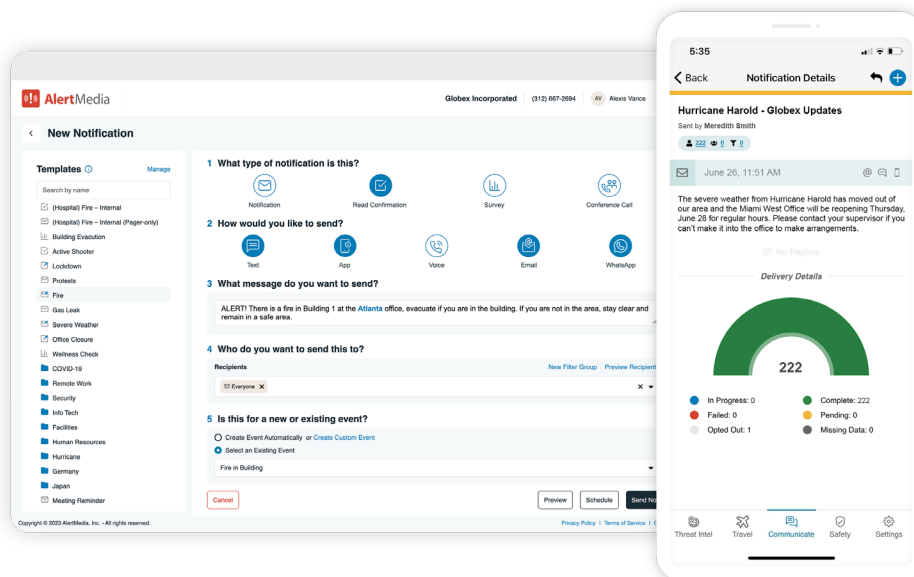 AlertMedia
Globex Incorporated (312) 667-2694 AV Alexis Vance
New Notification
Templates
Manage
Search by name
(Hospital) Fire – Internal
(Hospital) Fire – Internal (Pager-only)
Building Evacution
Active Shooter
Lockdown
Protests
Fire
Gas Leak
Severe Weather
Office Closure
Wellness Check
COVID-19
Remote Work
Security
Info Tech
Facilities
Human Resources
Hurricane
Germany
Japan
Meeting Reminder
1 What type of notification is this?
Notification Read Confirmation Survey Conference Call
2 How would you like to send?
Text App Voice Email WhatsApp
3 What message do you want to send?
ALERT! There is a fire in Building 1 at the Atlanta office, evacuate if you are in the building. If you are not in the area, stay clear and
remain in a safe area.
4 Who do you want to send this to?
Recipients New Filter Group Preview Recipient
Everyone X
5 Is this for a new or existing event?
Create Event Automatically or Create Custom Event
Select an Existing Event
Fire in Building
Cancel Preview Schedule Send No
Copyright © 2023 AlertMedia, Inc. - All rights reserved. Privacy Policy | Terms of Service |
5:35
Back Notification Details
Hurricane Harold - Globex Updates
Sent by Meredith Smith
222 0 0
June 26, 11:51 AM
The severe weather from Hurricane Harold has moved out of
our area and the Miami West Office will be reopening Thursday,
June 28 for regular hours. Please contact your supervisor if you
can't make it into the office to make arrangements.
No Replies
Delivery Details
222
In Progress: 0 Complete: 222
Failed: 0 Pending: 0
Opted Out: 1 Missing Data: 0
Threat Intel Travel Communicate Safety Settings